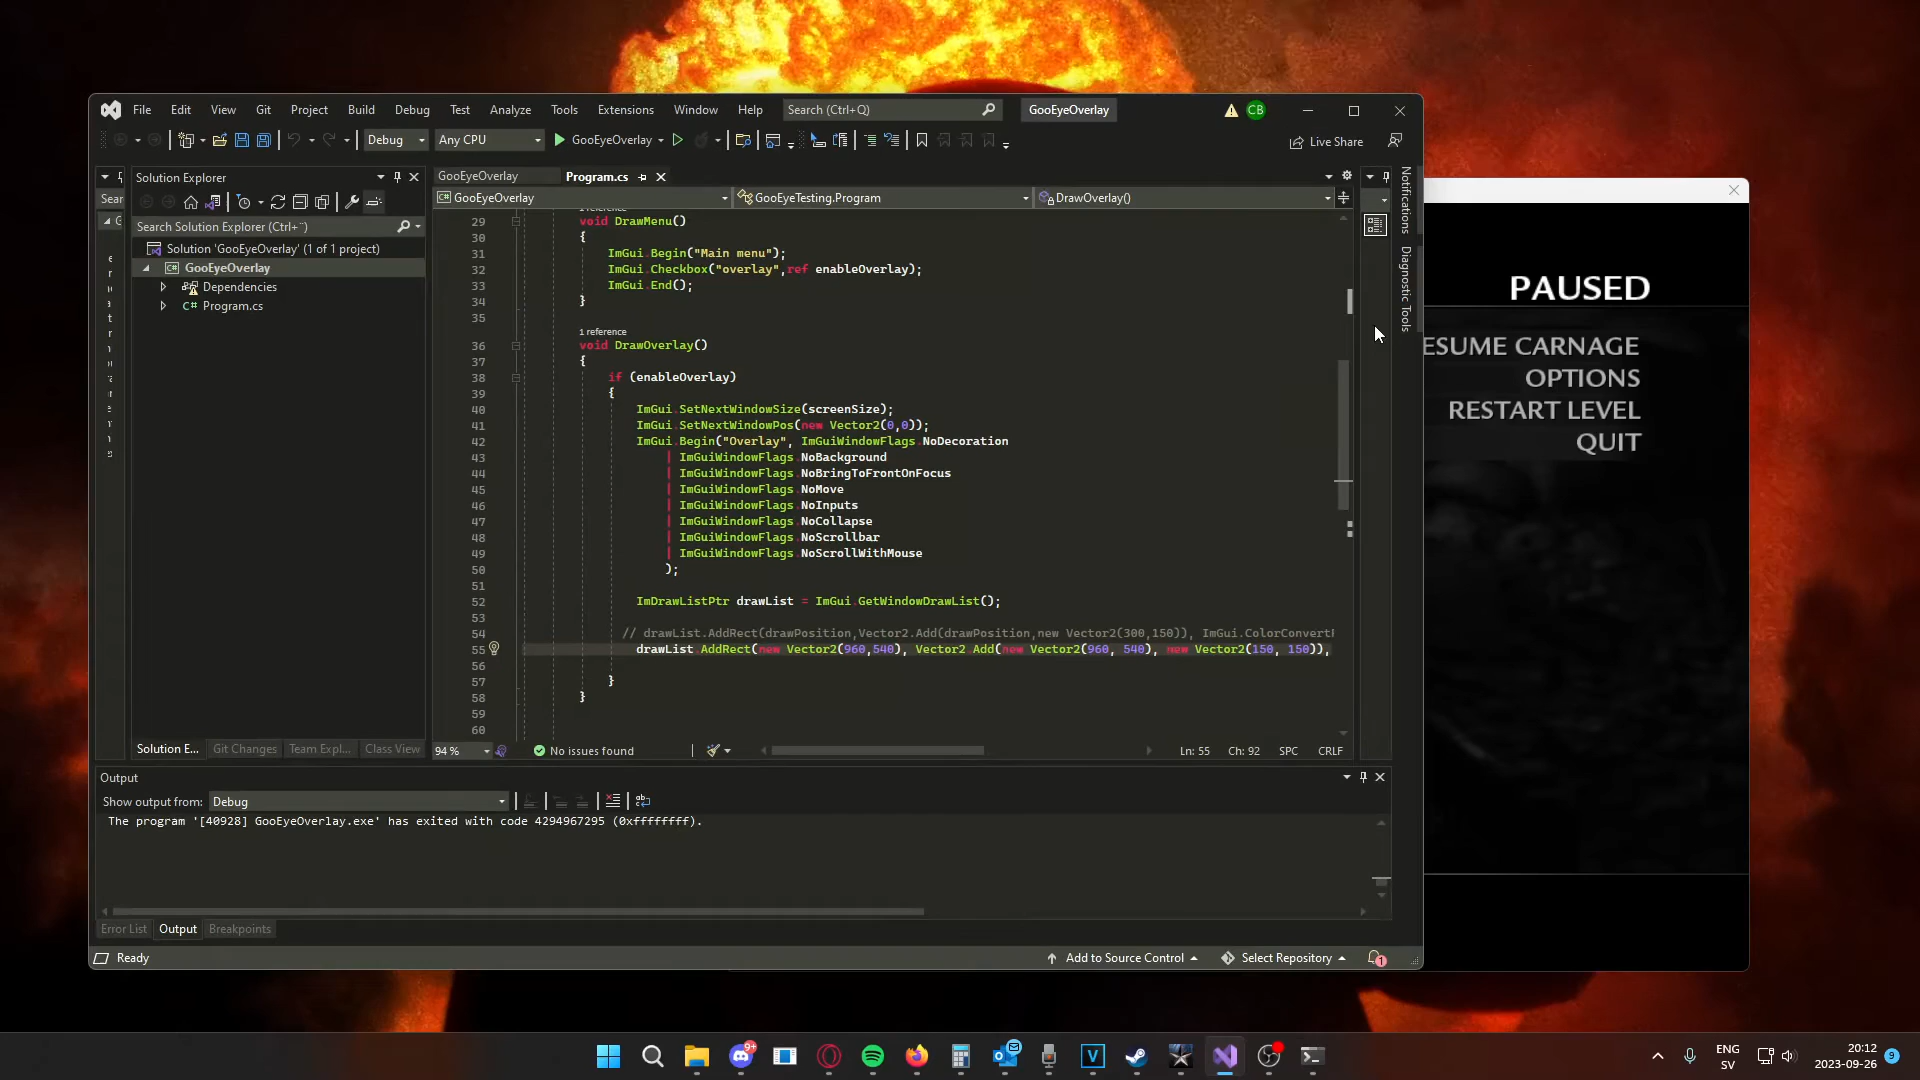 File Edit View Git Project Build Debug Test Analyze Tools Extensions Window Help Search (Ctrl+Q) GooEyeOverlay CB
Debug Any CPU GooEyeOverlay Live Share
Solution Explorer
Search Solution Explorer (Ctrl+¨)
Solution 'GooEyeOverlay' (1 of 1 project)
GooEyeOverlay
Dependencies
C# Program.cs
Solution E... Git Changes Team Expl... Class View
GooEyeOverlay Program.cs
GooEyeOverlay GooEyeTesting.Program DrawOverlay()
29 void DrawMenu()
30 {
31 ImGui.Begin("Main menu");
32 ImGui.Checkbox("overlay",ref enableOverlay);
33 ImGui.End();
34 }
35
1 reference
36 void DrawOverlay()
37 {
38 if (enableOverlay)
39 {
40 ImGui.SetNextWindowSize(screenSize);
41 ImGui.SetNextWindowPos(new Vector2(0,0));
42 ImGui.Begin("Overlay", ImGuiWindowFlags.NoDecoration
43 | ImGuiWindowFlags.NoBackground
44 | ImGuiWindowFlags.NoBringToFrontOnFocus
45 | ImGuiWindowFlags.NoMove
46 | ImGuiWindowFlags.NoInputs
47 | ImGuiWindowFlags.NoCollapse
48 | ImGuiWindowFlags.NoScrollbar
49 | ImGuiWindowFlags.NoScrollWithMouse
50 );
51
52 ImDrawListPtr drawList = ImGui.GetWindowDrawList();
53
54 // drawList.AddRect(drawPosition,Vector2.Add(drawPosition,new Vector2(300,150)), ImGui.ColorConvertF
55 drawList.AddRect(new Vector2(960,540), Vector2.Add(new Vector2(960, 540), new Vector2(150, 150)),
56
57 }
58 }
59
60
94 % No issues found Ln: 55 Ch: 92 SPC CRLF
Notifications
Diagnostic Tools
Output
Show output from: Debug
The program '[40928] GooEyeOverlay.exe' has exited with code 4294967295 (0xffffffff).
Error List Output Breakpoints
Ready Add to Source Control Select Repository 1
PAUSED
ESUME CARNAGE
OPTIONS
RESTART LEVEL
QUIT
9+ V ENG
SV
20:12
2023-09-26 9